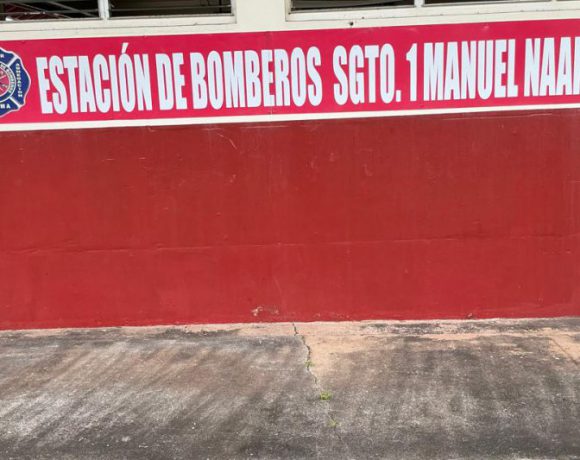 ESTACIÓN DE BOMBEROS SGTO. 1 MANUEL